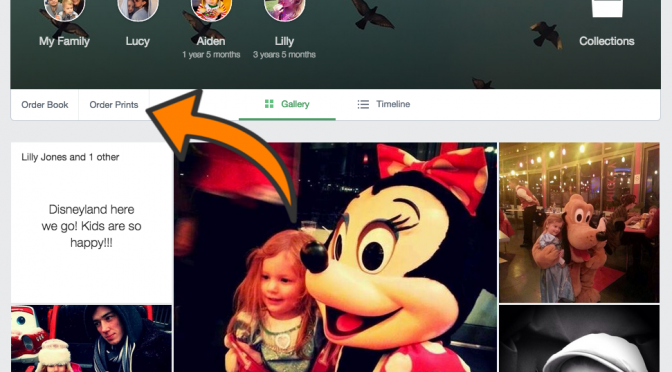 My Family
Lucy
Aiden
1 year 5 months
Lilly
3 years 5 months
Collections
Order Book
Order Prints
Gallery
Timeline
Lilly Jones and 1 other
Disneyland here
we go! Kids are so
happy!!!